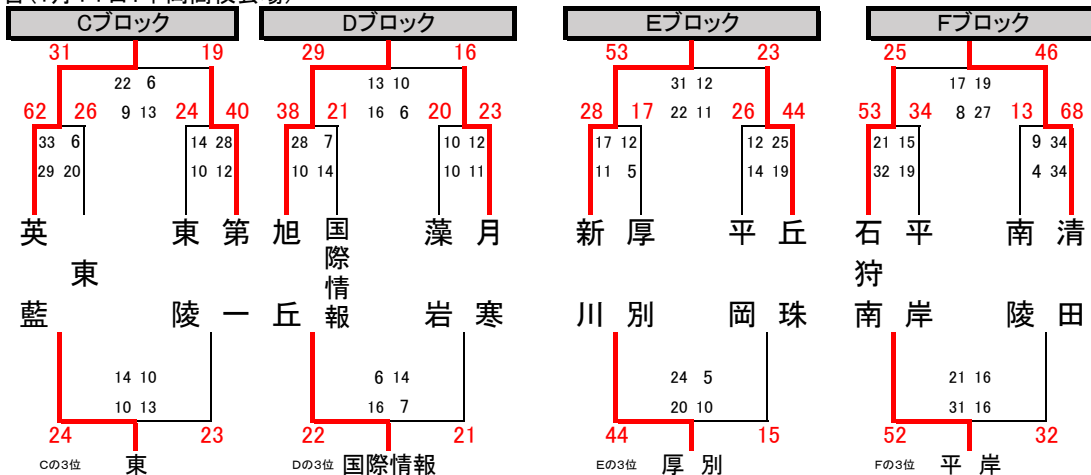 Cブロック Dブロック Eブロック Fブロック
31 19 29 16 53 23 25 46
22 6 13 10 31 12 17 19
62 26 9 13 24 40 38 21 16 6 20 23 28 17 22 11 26 44 53 34 8 27 13 68
33 6 14 28 28 7 10 12 17 12 12 25 21 15 9 34
29 20 10 12 10 14 10 11 11 5 14 19 32 19 4 34
英藍 東 東陵 第一 旭丘 国際情報 藻岩 月寒 新川 厚別 平岡 丘珠 石狩南 平岸 南陵 清田
14 10 6 14 24 5 21 16
10 13 16 7 20 10 31 16
24 23 22 21 44 15 52 32
Cの3位 東 Dの3位 国際情報 Eの3位 厚別 Fの3位 平岸